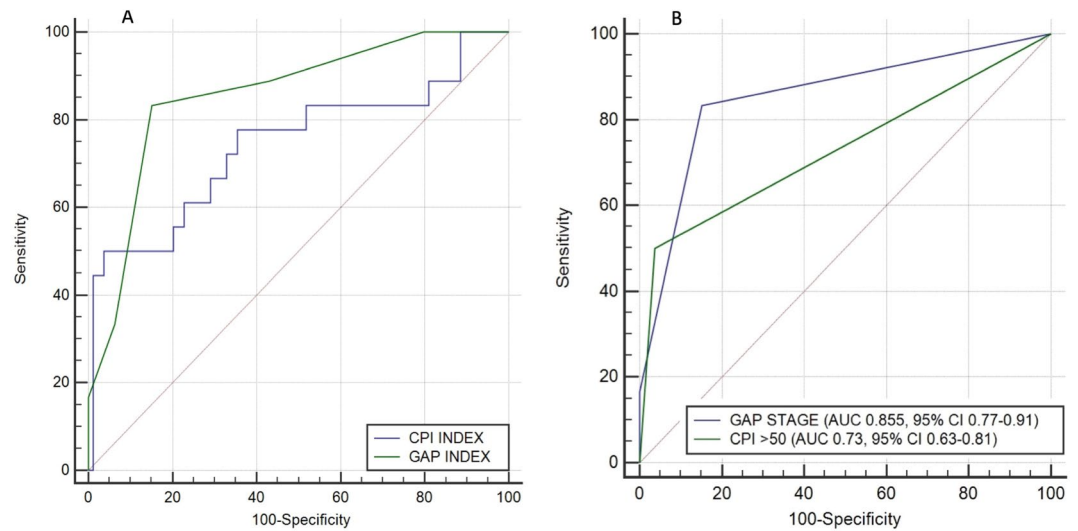 A
100
80
60
40
20
0
Sensitivity
0 20 40 60 80 100
100-Specificity
CPI INDEX
GAP INDEX
B
100
80
60
40
20
0
Sensitivity
0 20 40 60 80 100
100-Specificity
GAP STAGE (AUC 0.855, 95% CI 0.77-0.91)
CPI >50 (AUC 0.73, 95% CI 0.63-0.81)